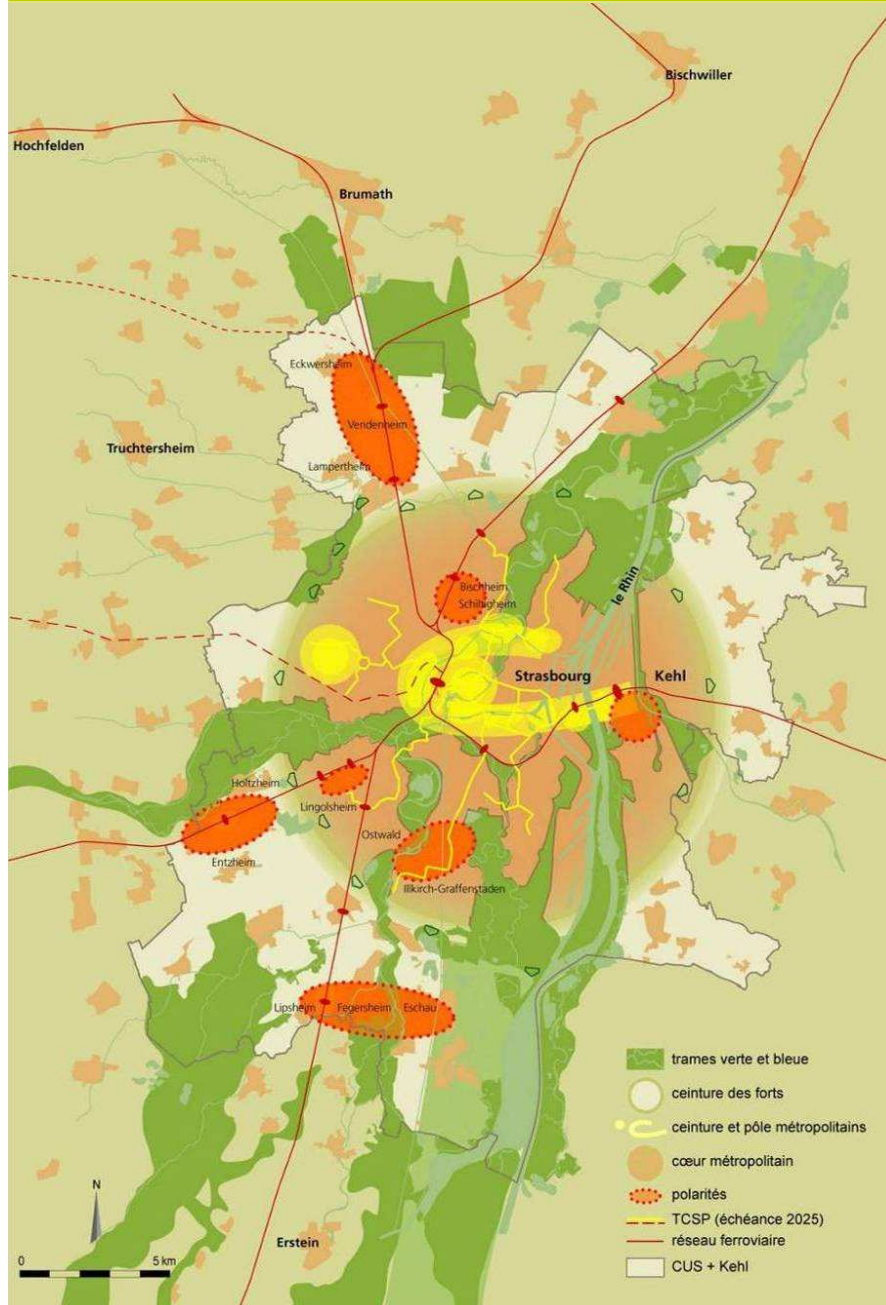 Bischwiller
Hochfelden
Brumath
Eckwersheim
Vendenheim
Truchtersheim
Lampertheim
le Rhin
Bischheim
Schiltigheim
Strasbourg
Kehl
Holtzheim
Lingolsheim
Ostwald
Entzheim
Illkirch-Graffenstaden
Lipsheim
Fegersheim
Eschau
trames verte et bleue
ceinture des forts
ceinture et pôle métropolitains
cœur métropolitain
polarités
TCSP (échéance 2025)
réseau ferroviaire
CUS + Kehl
N
Erstein
0
5 km